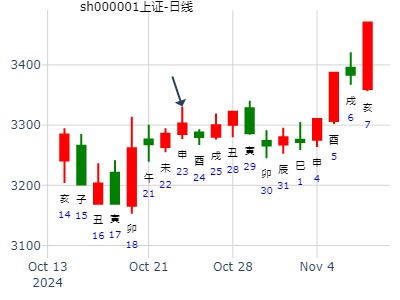 sh000001上证-日线
3400
3300
3200
3100
亥
14
子
15
丑
16
寅
17
卯
18
午
21
未
22
申
23
酉
24
戌
25
丑
28
寅
29
卯
30
辰
31
巳
1
申
4
酉
5
戌
6
亥
7
Oct 13
2024
Oct 21
Oct 28
Nov 4